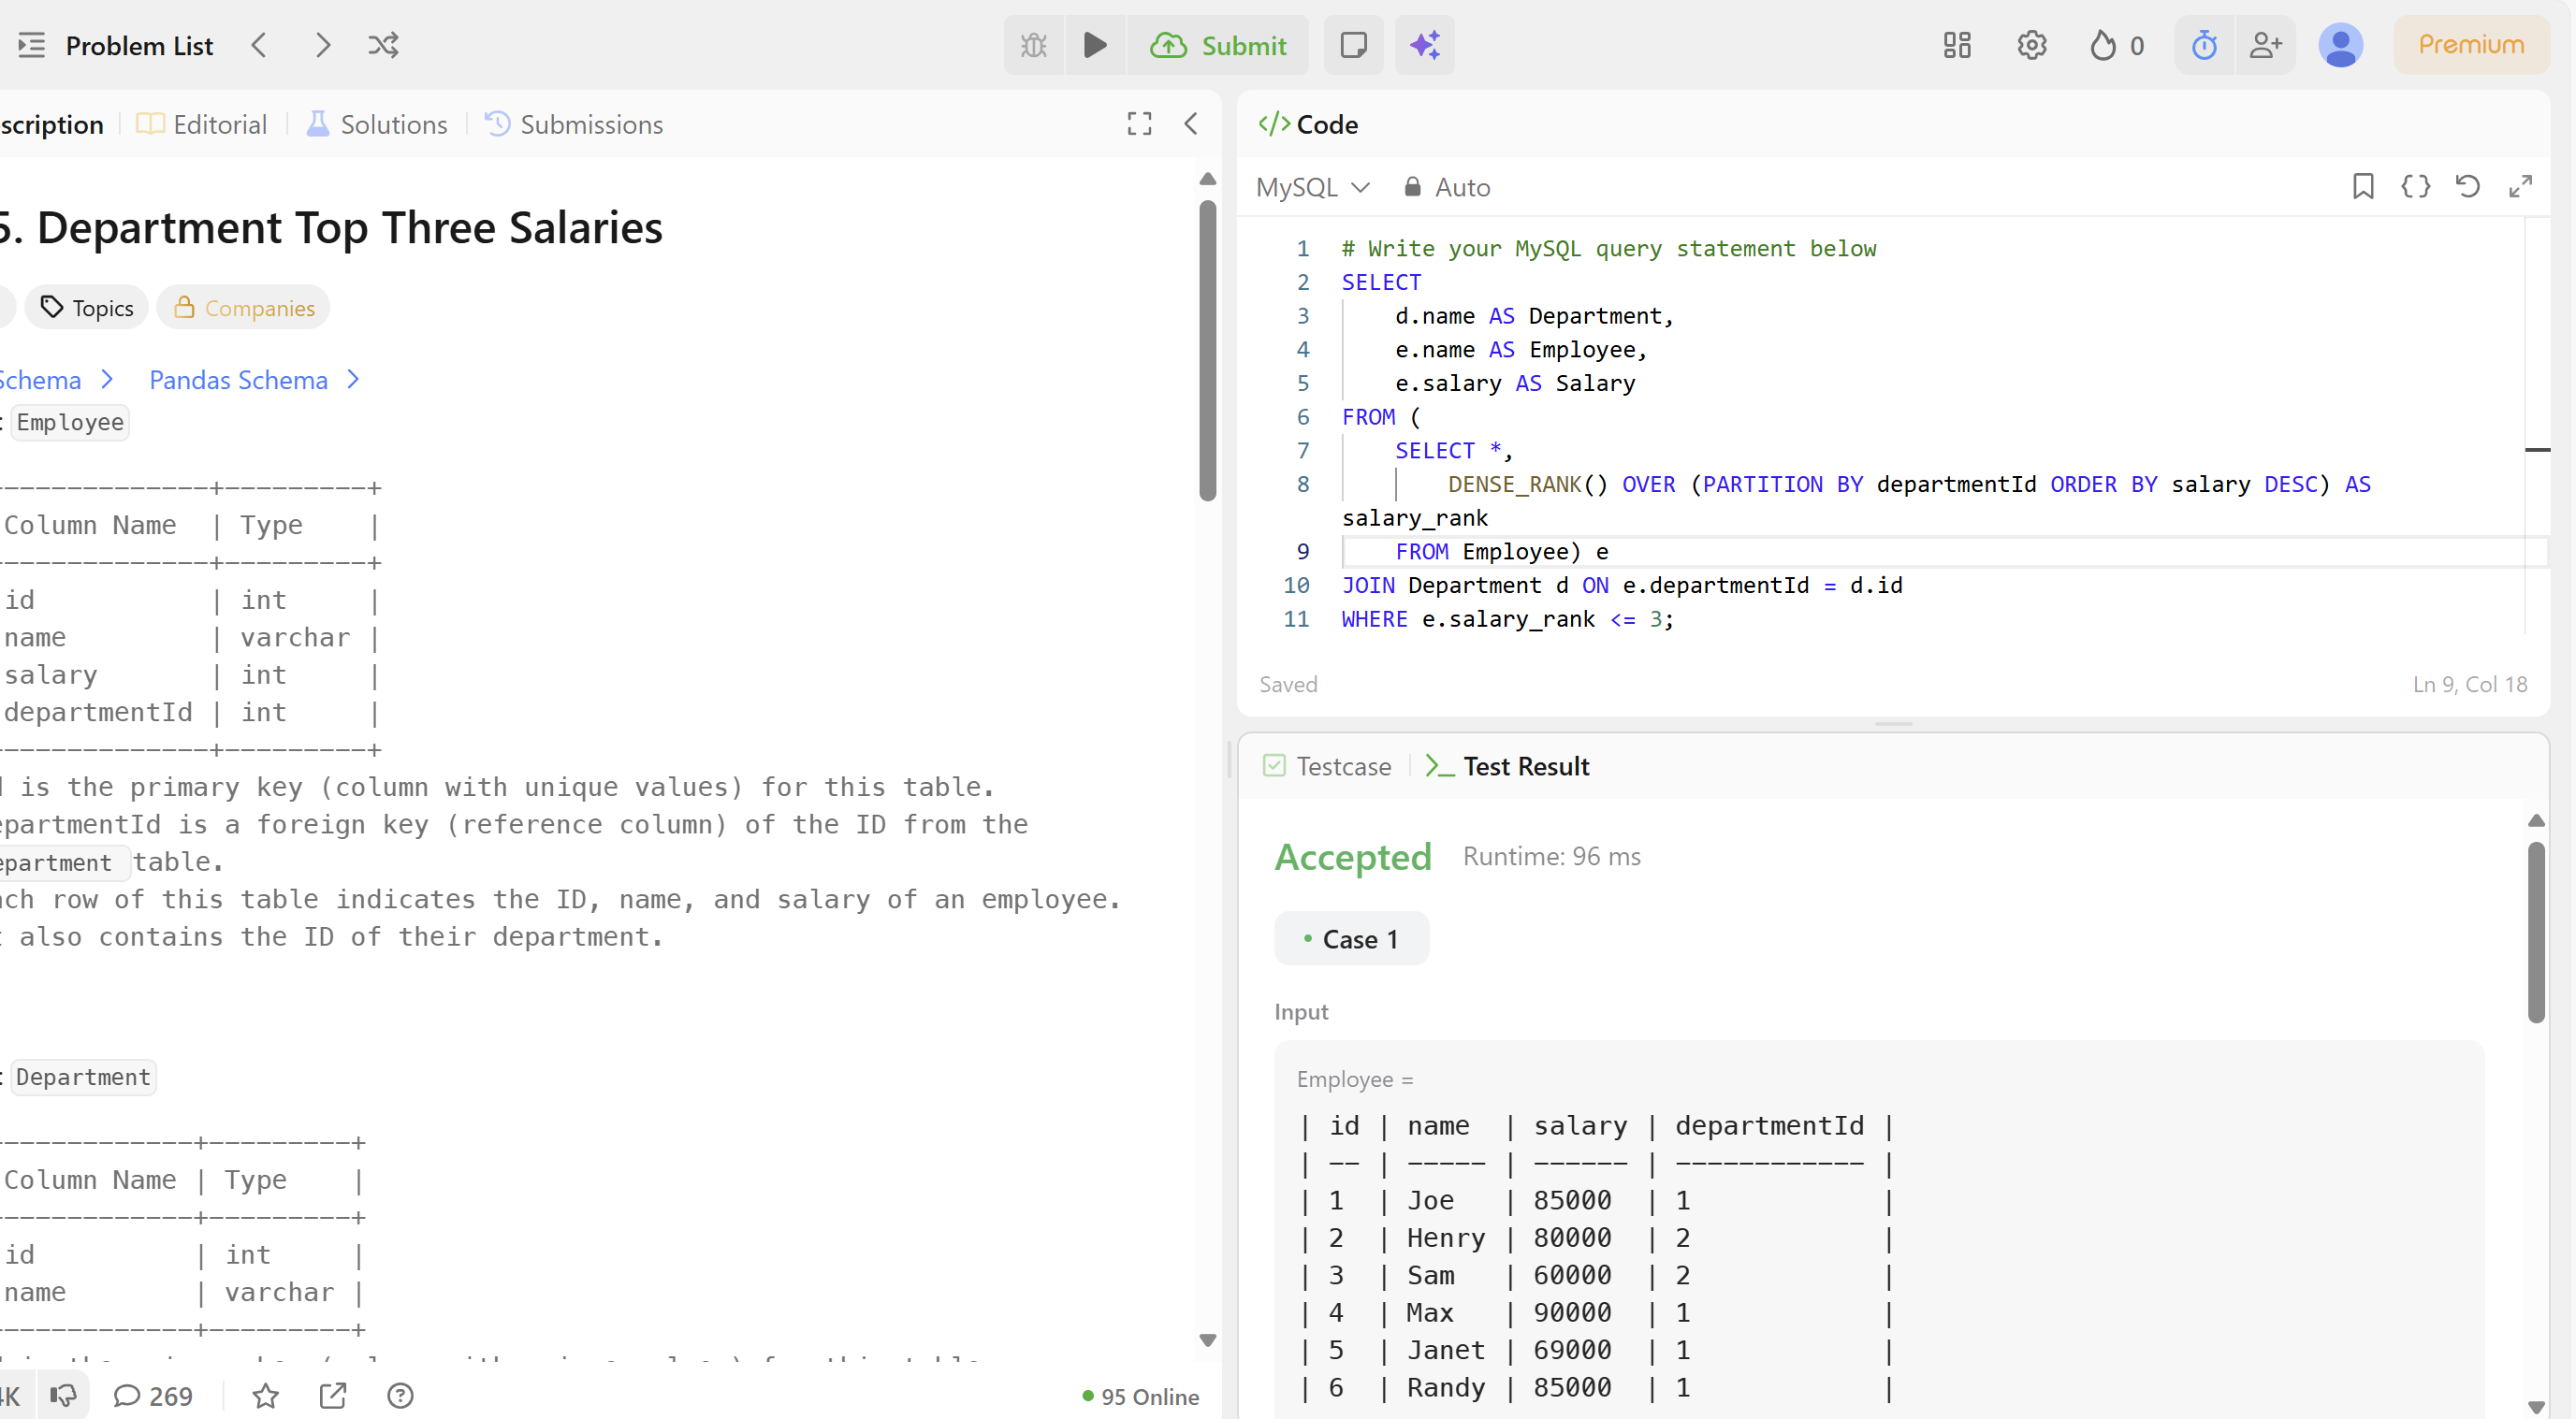 Problem List
Submit
0
Premium
scription
Editorial
Solutions
Submissions
5. Department Top Three Salaries
Topics
Companies
Schema
Pandas Schema
: Employee
-------------+---------+
Column Name  | Type    |
-------------+---------+
id           | int     |
name         | varchar |
salary       | int     |
departmentId | int     |
-------------+---------+
is the primary key (column with unique values) for this table.
epartmentId is a foreign key (reference column) of the ID from the
epartment table.
ach row of this table indicates the ID, name, and salary of an employee.
t also contains the ID of their department.
: Department
------------+---------+
Column Name | Type    |
------------+---------+
id          | int     |
name        | varchar |
------------+---------+
4K
269
95 Online
</> Code
MySQL
Auto
1 # Write your MySQL query statement below
2 SELECT
3     d.name AS Department,
4     e.name AS Employee,
5     e.salary AS Salary
6 FROM (
7     SELECT *,
8         DENSE_RANK() OVER (PARTITION BY departmentId ORDER BY salary DESC) AS
salary_rank
9     FROM Employee) e
10 JOIN Department d ON e.departmentId = d.id
11 WHERE e.salary_rank <= 3;
Saved
Ln 9, Col 18
Testcase
Test Result
Accepted
Runtime: 96 ms
Case 1
Input
Employee =
| id | name  | salary | departmentId |
| -- | ----- | ------ | ------------ |
| 1  | Joe   | 85000  | 1            |
| 2  | Henry | 80000  | 2            |
| 3  | Sam   | 60000  | 2            |
| 4  | Max   | 90000  | 1            |
| 5  | Janet | 69000  | 1            |
| 6  | Randy | 85000  | 1            |